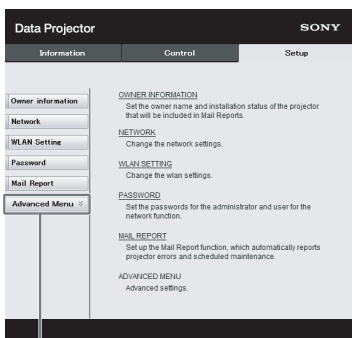 Data Projector
SONY
Information
Control
Setup
Owner information
Network
WLAN Setting
Password
Mail Report
Advanced Menu
OWNER INFORMATION
Set the owner name and installation status of the projector
that will be included in Mail Reports.
NETWORK
Change the network settings.
WLAN SETTING
Change the wlan settings.
PASSWORD
Set the passwords for the administrator and user for the
network function.
MAIL REPORT
Set up the Mail Report function, which automatically reports
projector errors and scheduled maintenance.
ADVANCED MENU
Advanced settings.